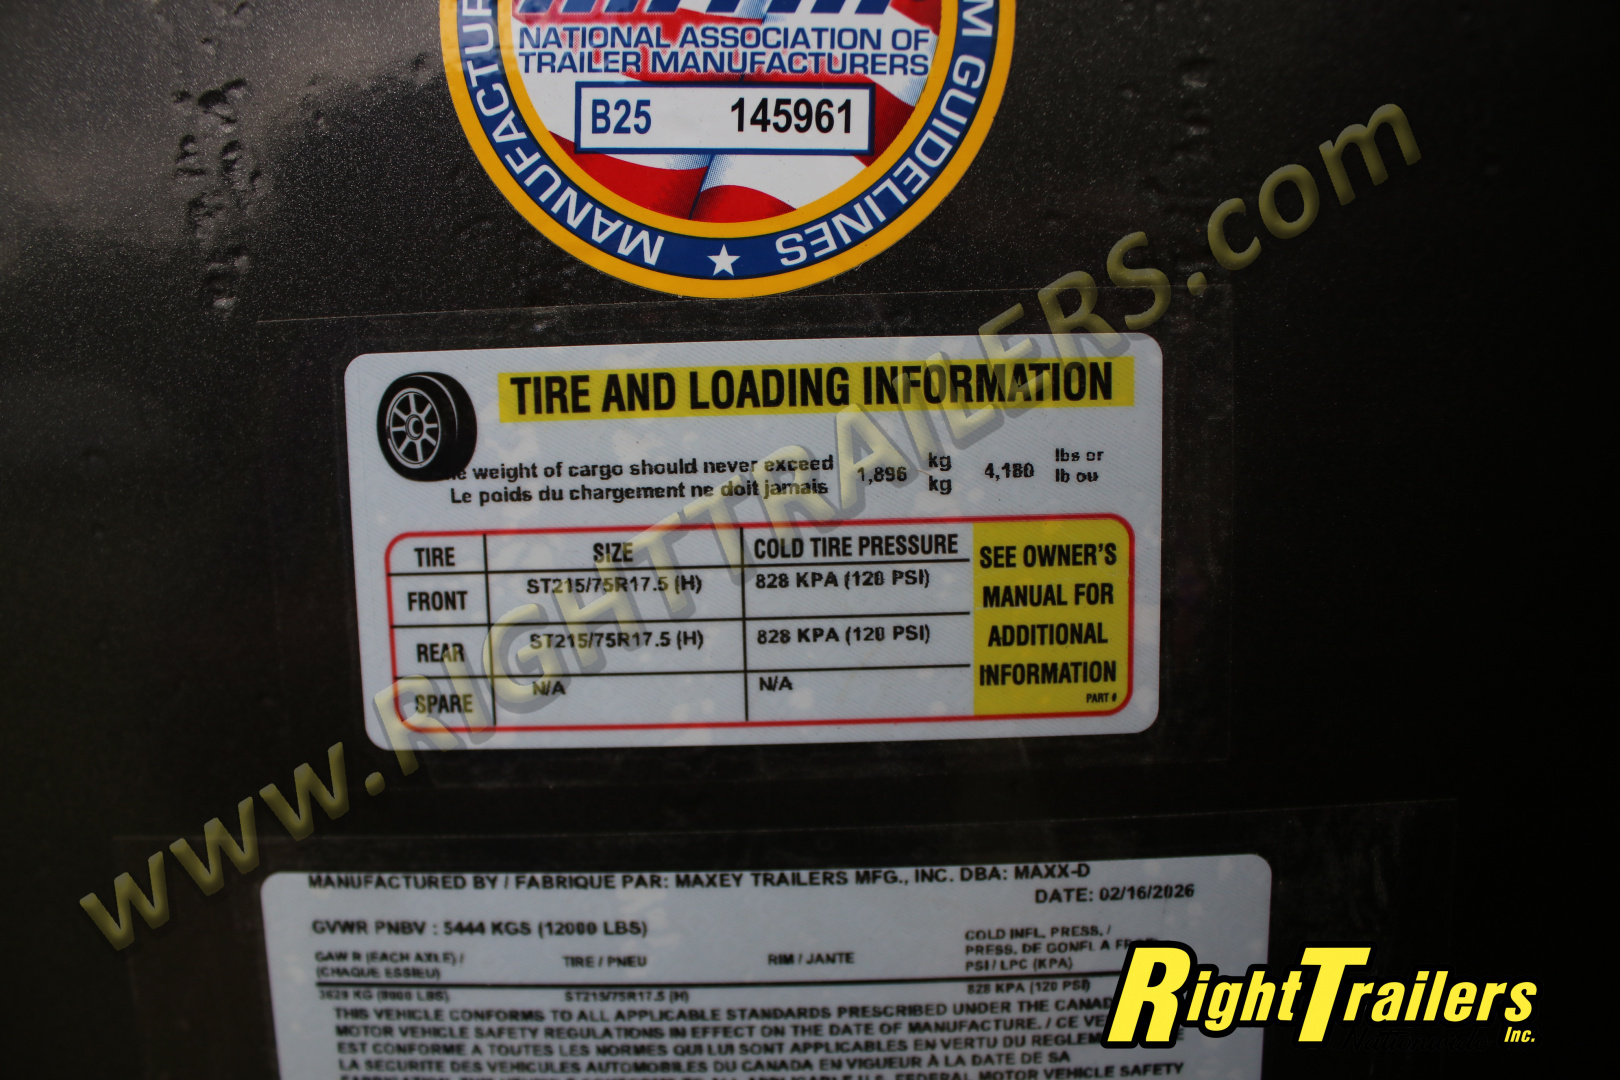 NATIONAL ASSOCIATION OF
TRAILER MANUFACTURERS
B25 145961
GUIDELINES
TIRE AND LOADING INFORMATION
weight of cargo should never exceed 1,896 kg 4,180 lbs or
Le poids du chargement ne doit jamais kg lb ou
TIRE SIZE COLD TIRE PRESSURE
FRONT ST215/75R17.5 (H) 828 KPA (120 PSI)
REAR ST215/75R17.5 (H) 828 KPA (120 PSI)
SPARE N/A N/A
SEE OWNER'S
MANUAL FOR
ADDITIONAL
INFORMATION
PART #
www.RIGHTTRAILERS.com
MANUFACTURED BY / FABRIQUE PAR: MAXEY TRAILERS MFG., INC. DBA: MAXX-D
DATE: 02/16/2026
GVWR PNBV : 5444 KGS (12000 LBS)
GAWR (EACH AXLE) / TIRE / PNEU RIM / JANTE COLD INFL. PRESS. /
(CHAQUE ESSIEU) PRESS. DE GONFL A
PSI / LPC (KPA)
ST215/75R17.5 (H) 828 KPA (120 PSI)
THIS VEHICLE CONFORMS TO ALL APPLICABLE STANDARDS PRESCRIBED UNDER THE
MOTOR VEHICLE SAFETY REGULATIONS IN EFFECT ON THE DATE OF MANUFACTURE. / CE
EST CONFORME A TOUTES LES NORMES QUI LUI SONT APPLICABLES EN VERTU DU
LA SECURITE DES VEHICULES AUTOMOBILES DU CANADA EN VIGUEUR À LA DATE DE SA
FEDERAL MOTOR VEHICLE SAFETY
RightTrailers
Inc.